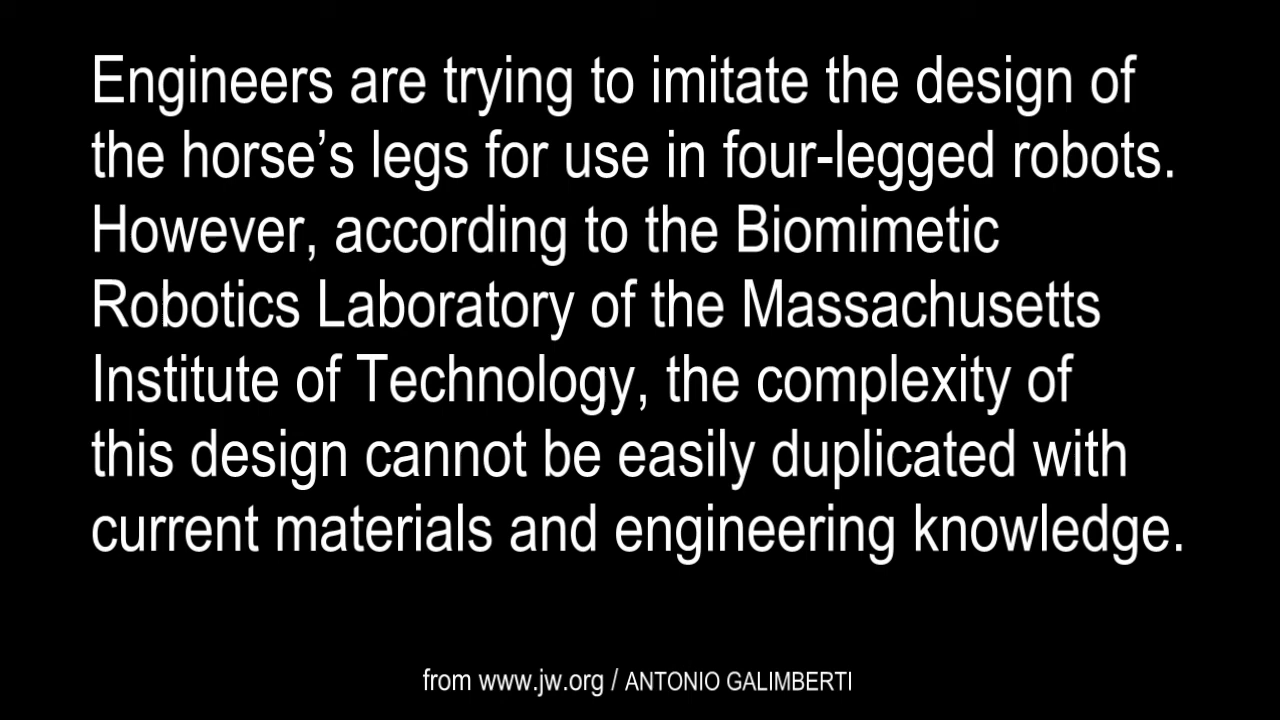 Engineers are trying to imitate the design of
the horse’s legs for use in four-legged robots.
However, according to the Biomimetic
Robotics Laboratory of the Massachusetts
Institute of Technology, the complexity of
this design cannot be easily duplicated with
current materials and engineering knowledge.
from www.jw.org / ANTONIO GALIMBERTI